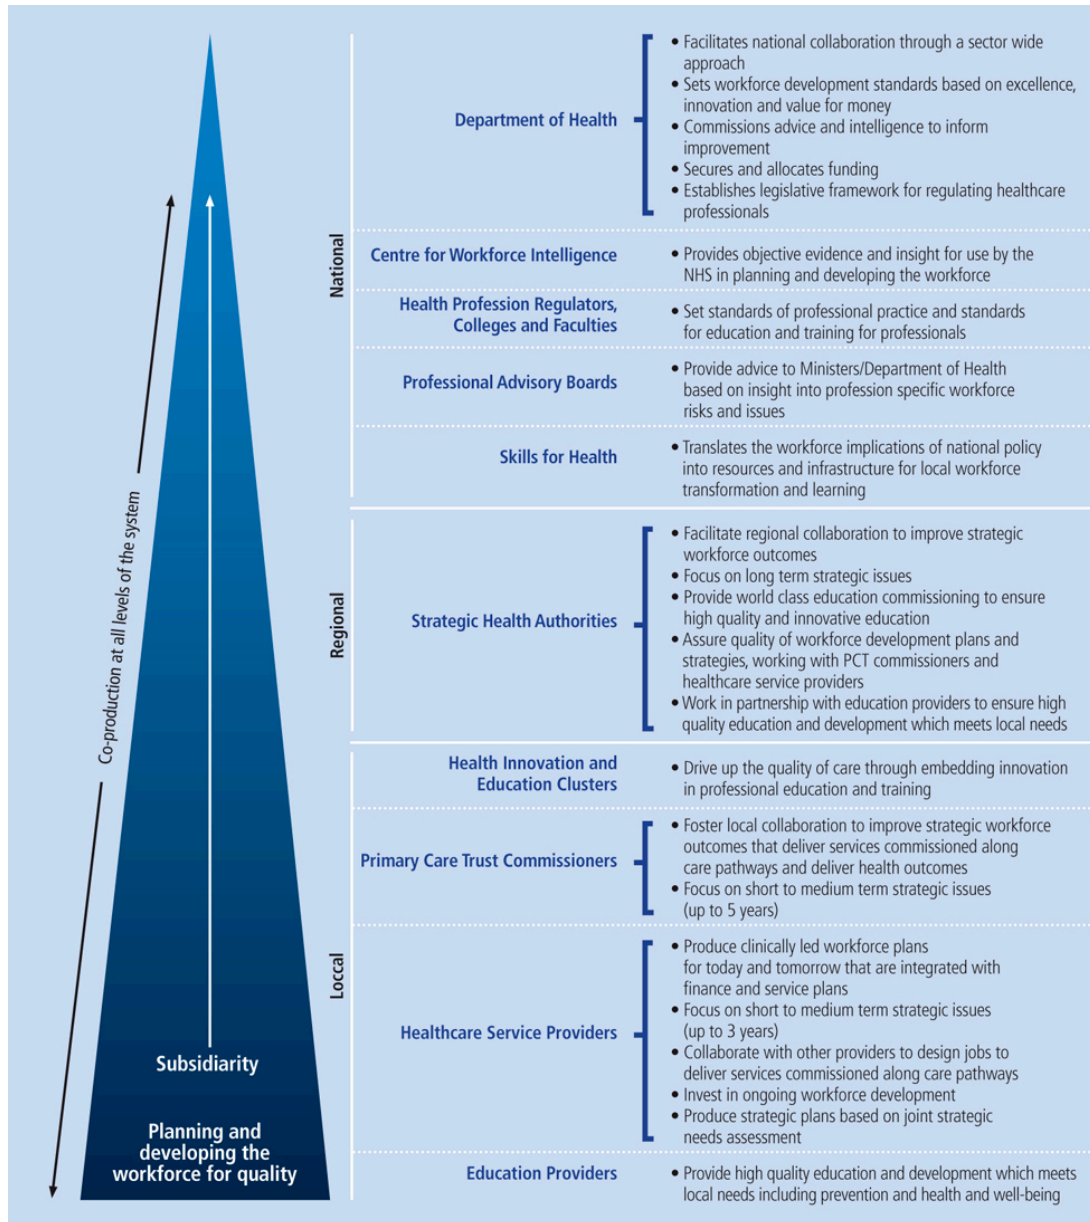 Department of Health
• Facilitates national collaboration through a sector wide
approach
• Sets workforce development standards based on excellence,
innovation and value for money
• Commissions advice and intelligence to inform
improvement
• Secures and allocates funding
• Establishes legislative framework for regulating healthcare
professionals
National
Centre for Workforce Intelligence
• Provides objective evidence and insight for use by the
NHS in planning and developing the workforce
Health Profession Regulators,
Colleges and Faculties
• Set standards of professional practice and standards
for education and training for professionals
Professional Advisory Boards
• Provide advice to Ministers/Department of Health
based on insight into profession specific workforce
risks and issues
Skills for Health
• Translates the workforce implications of national policy
into resources and infrastructure for local workforce
transformation and learning
Co-production at all levels of the system
Regional
Strategic Health Authorities
• Facilitate regional collaboration to improve strategic
workforce outcomes
• Focus on long term strategic issues
• Provide world class education commissioning to ensure
high quality and innovative education
• Assure quality of workforce development plans and
strategies, working with PCT commissioners and
healthcare service providers
• Work in partnership with education providers to ensure high
quality education and development which meets local needs
Loccal
Health Innovation and
Education Clusters
• Drive up the quality of care through embedding innovation
in professional education and training
Primary Care Trust Commissioners
• Foster local collaboration to improve strategic workforce
outcomes that deliver services commissioned along
care pathways and deliver health outcomes
• Focus on short to medium term strategic issues
(up to 5 years)
Healthcare Service Providers
• Produce clinically led workforce plans
for today and tomorrow that are integrated with
finance and service plans
• Focus on short to medium term strategic issues
(up to 3 years)
• Collaborate with other providers to design jobs to
deliver services commissioned along care pathways
• Invest in ongoing workforce development
• Produce strategic plans based on joint strategic
needs assessment
Subsidiarity
Planning and
developing the
workforce for quality
Education Providers
• Provide high quality education and development which meets
local needs including prevention and health and well-being